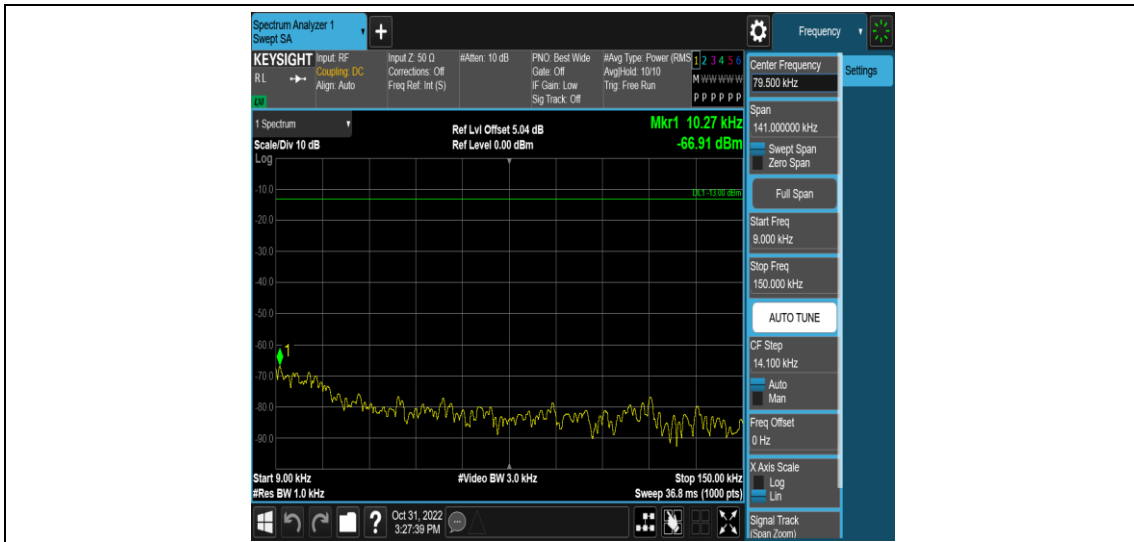 Spectrum Analyzer 1
Swept SA
+
Frequency
KEYSIGHT
RL
LXI
Input: RF
Coupling: DC
Align: Auto
Input Z: 50 Ω
Corrections: Off
Freq Ref: Int (S)
#Atten: 10 dB
PNO: Best Wide
Gate: Off
IF Gain: Low
Sig Track: Off
#Avg Type: Power (RMS
Avg|Hold: 10/10
Trig: Free Run
1 2 3 4 5 6
M W W W W W
P P P P P P
Center Frequency
79.500 kHz
Settings
Span
141.000000 kHz
Swept Span
Zero Span
Full Span
Start Freq
9.000 kHz
Stop Freq
150.000 kHz
AUTO TUNE
CF Step
14.100 kHz
Auto
Man
Freq Offset
0 Hz
X Axis Scale
Log
Lin
Signal Track
(Span Zoom)
1 Spectrum
Scale/Div 10 dB
Ref Lvl Offset 5.04 dB
Ref Level 0.00 dBm
Mkr1 10.27 kHz
-66.91 dBm
Log
DL1 -13.00 dBm
-10.0
-20.0
-30.0
-40.0
-50.0
-60.0
1
-70.0
-80.0
-90.0
Start 9.00 kHz
#Video BW 3.0 kHz
Stop 150.00 kHz
#Res BW 1.0 kHz
Sweep 36.8 ms (1000 pts)
?
Oct 31, 2022
3:27:39 PM